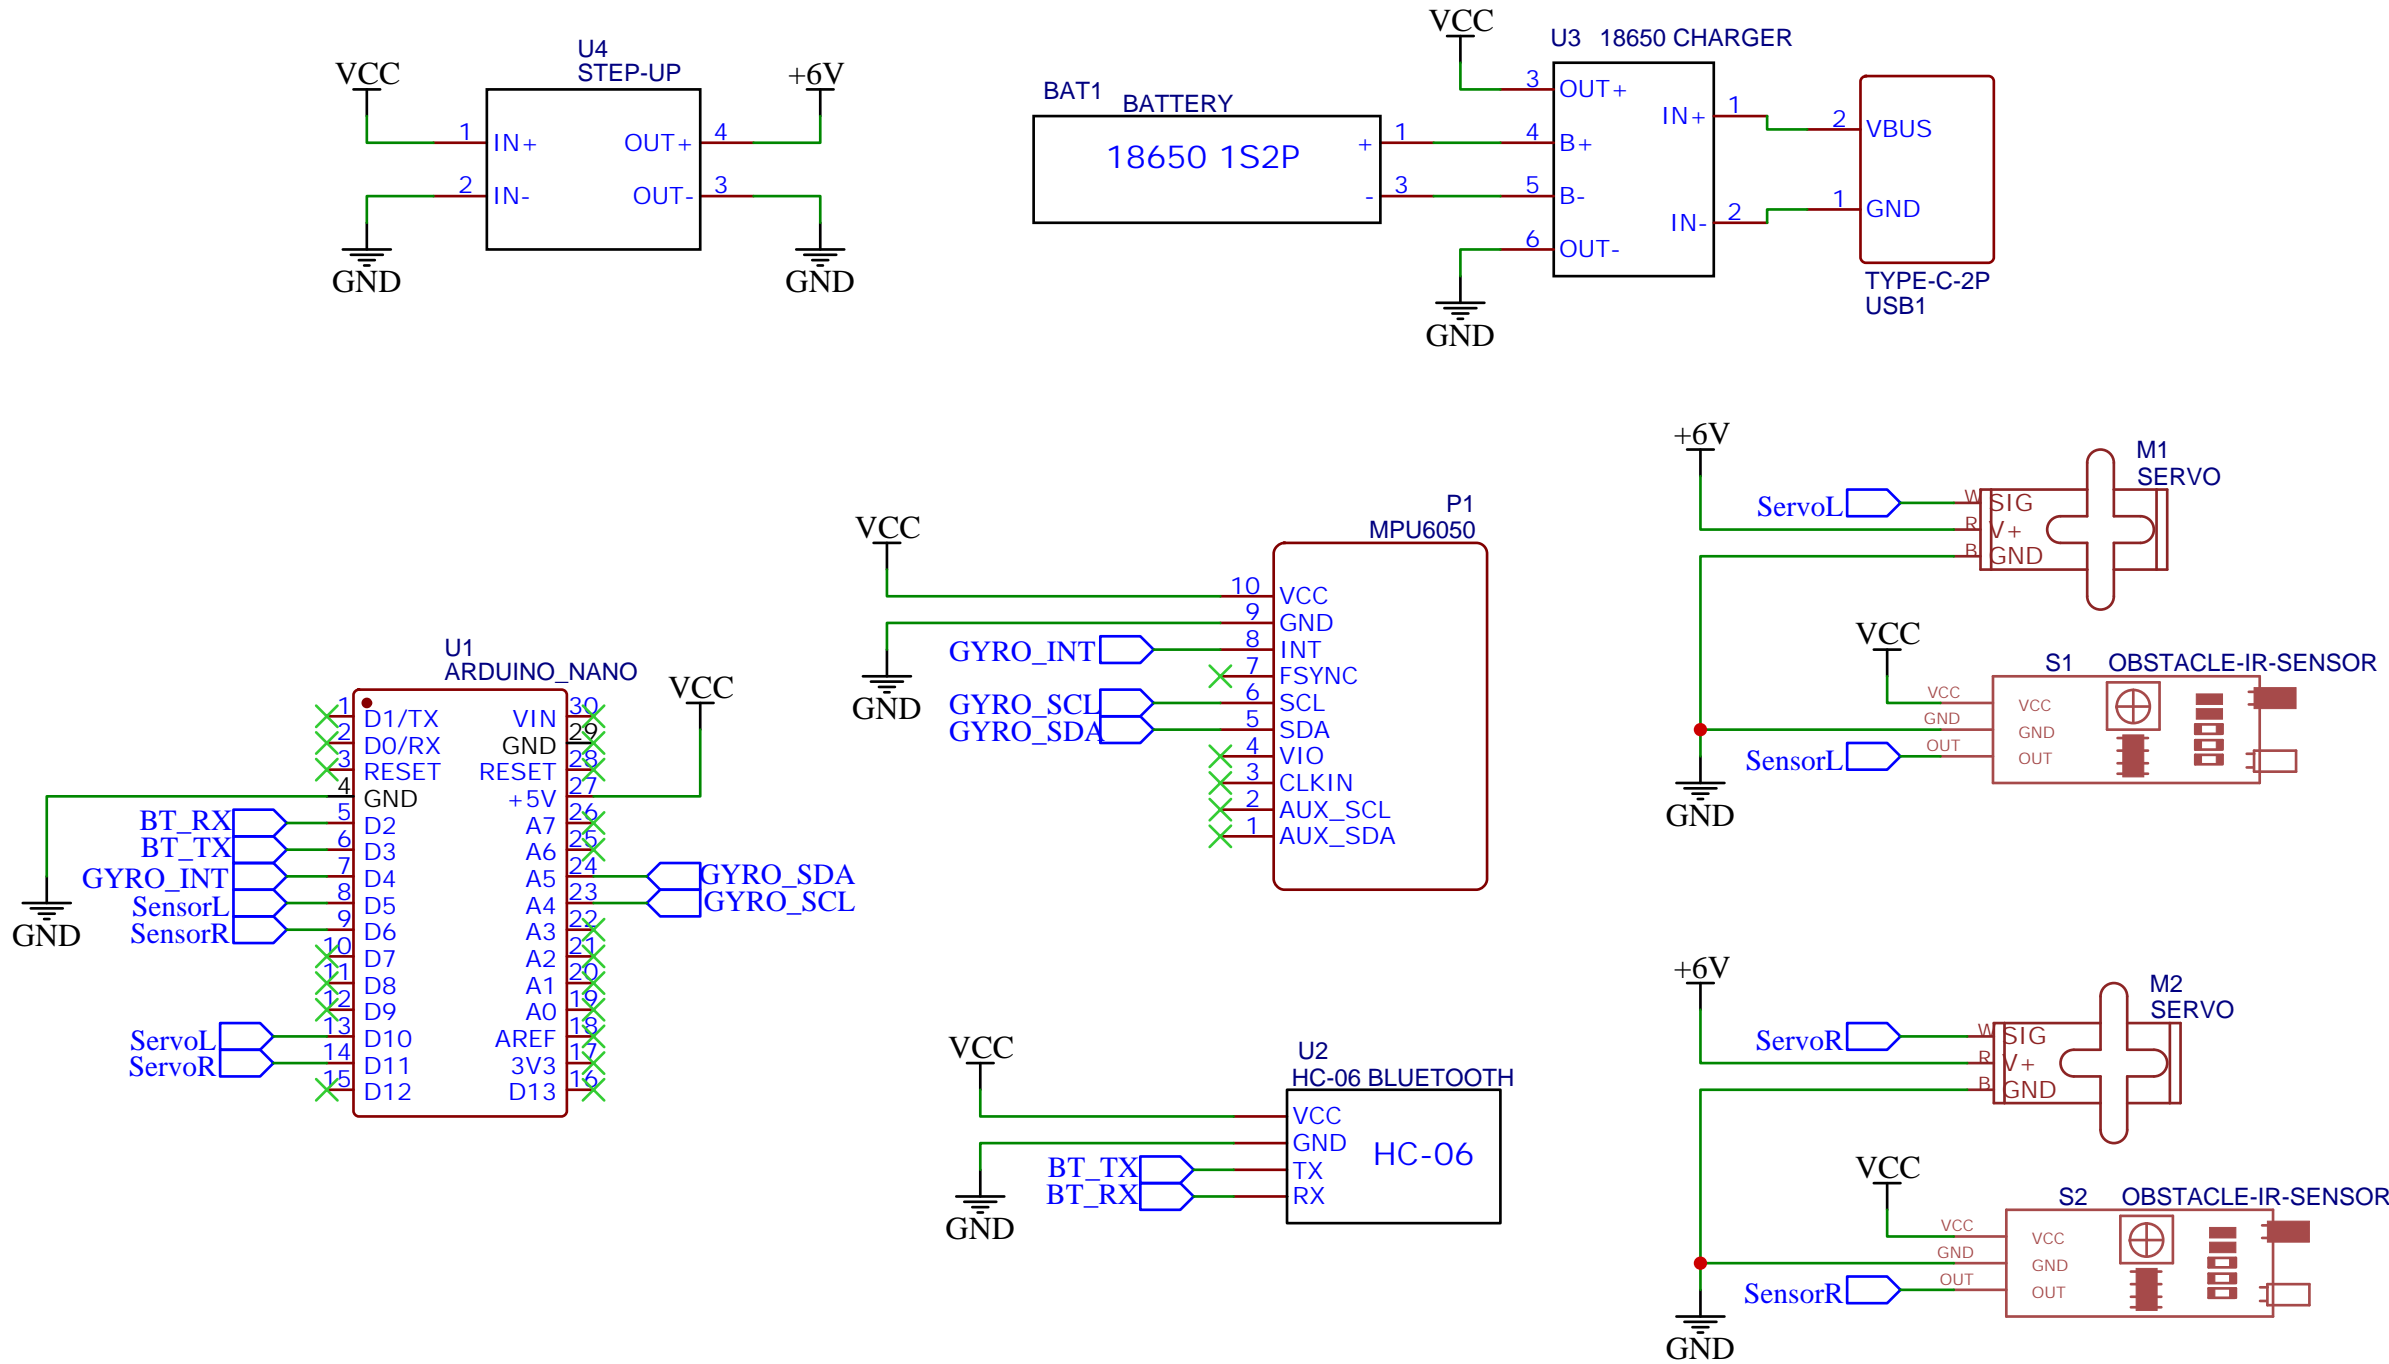 U4
STEP-UP
VCC
+6V
1
IN+
OUT+
4
2
IN-
OUT-
3
GND
GND
VCC
U3 18650 CHARGER
BAT1 BATTERY
18650 1S2P
+
1
-
3
3
OUT+
4
B+
5
B-
6
OUT-
IN+
1
IN-
2
GND
2
VBUS
1
GND
TYPE-C-2P
USB1
U1
ARDUINO_NANO
VCC
1
D1/TX
2
D0/RX
3
RESET
4
GND
5
D2
6
D3
7
D4
8
D5
9
D6
10
D7
11
D8
12
D9
13
D10
14
D11
15
D12
VIN
30
GND
29
RESET
28
+5V
27
A7
26
A6
25
A5
24
A4
23
A3
22
A2
21
A1
20
A0
19
AREF
18
3V3
17
D13
16
BT_RX
BT_TX
GYRO_INT
SensorL
SensorR
ServoL
ServoR
GND
GYRO_SDA
GYRO_SCL
P1
MPU6050
VCC
10
VCC
9
GND
8
INT
7
FSYNC
6
SCL
5
SDA
4
VIO
3
CLKIN
2
AUX_SCL
1
AUX_SDA
GYRO_INT
GYRO_SCL
GYRO_SDA
GND
VCC
U2
HC-06 BLUETOOTH
VCC
GND
TX
RX
HC-06
BT_TX
BT_RX
GND
+6V
M1
SERVO
ServoL
W
SIG
R
V+
B
GND
VCC
S1 OBSTACLE-IR-SENSOR
VCC
VCC
GND
GND
OUT
OUT
SensorL
GND
+6V
M2
SERVO
ServoR
W
SIG
R
V+
B
GND
VCC
S2 OBSTACLE-IR-SENSOR
VCC
VCC
GND
GND
OUT
OUT
SensorR
GND